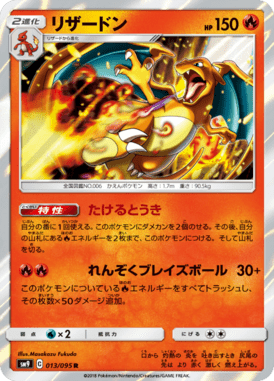 2進化 リザードン HP150
リザードから進化
全国図鑑NO.006 かえんポケモン 高さ:1.7m 重さ:90.5kg
特性 たけるとうき
自分の番に1回使える。このポケモンにダメカンを2個のせる。その後、自分の
山札にある エネルギーを2枚まで、このポケモンにつける。そして山札を切る。
れんぞくブレイズボール 30+
このポケモンについている エネルギーをすべてトラッシュし、
その枚数×50ダメージ追加。
弱点 ×2 抵抗力 にげる
SM9 C 013/095 R
illus. Masakazu Fukuda
©2018 Pokémon/Nintendo/Creatures/GAME FREAK.